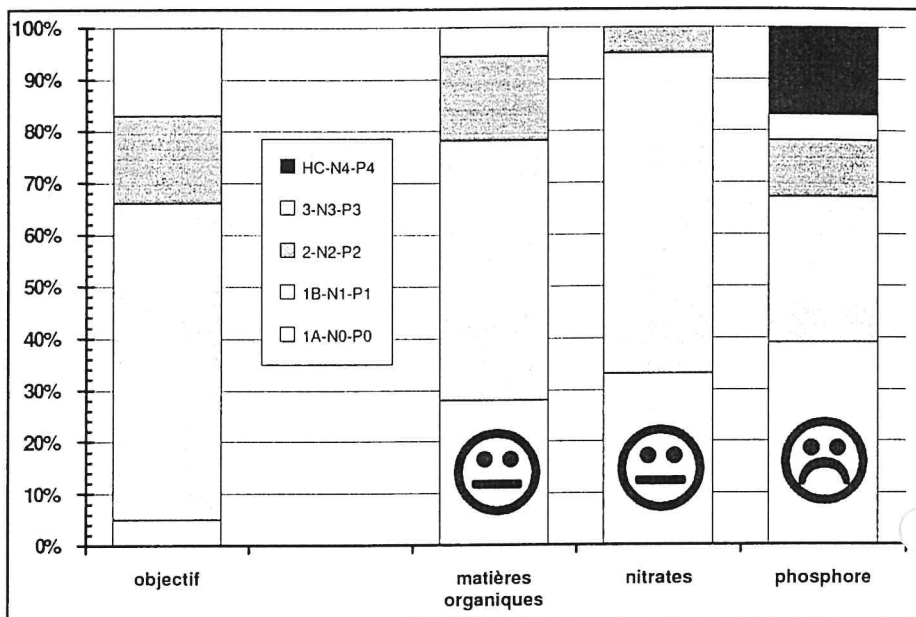 100%
90%
80%
70%
60%
50%
40%
30%
20%
10%
0%
HC-N4-P4
3-N3-P3
2-N2-P2
1B-N1-P1
1A-N0-P0
objectif
matières
organiques
nitrates
phosphore